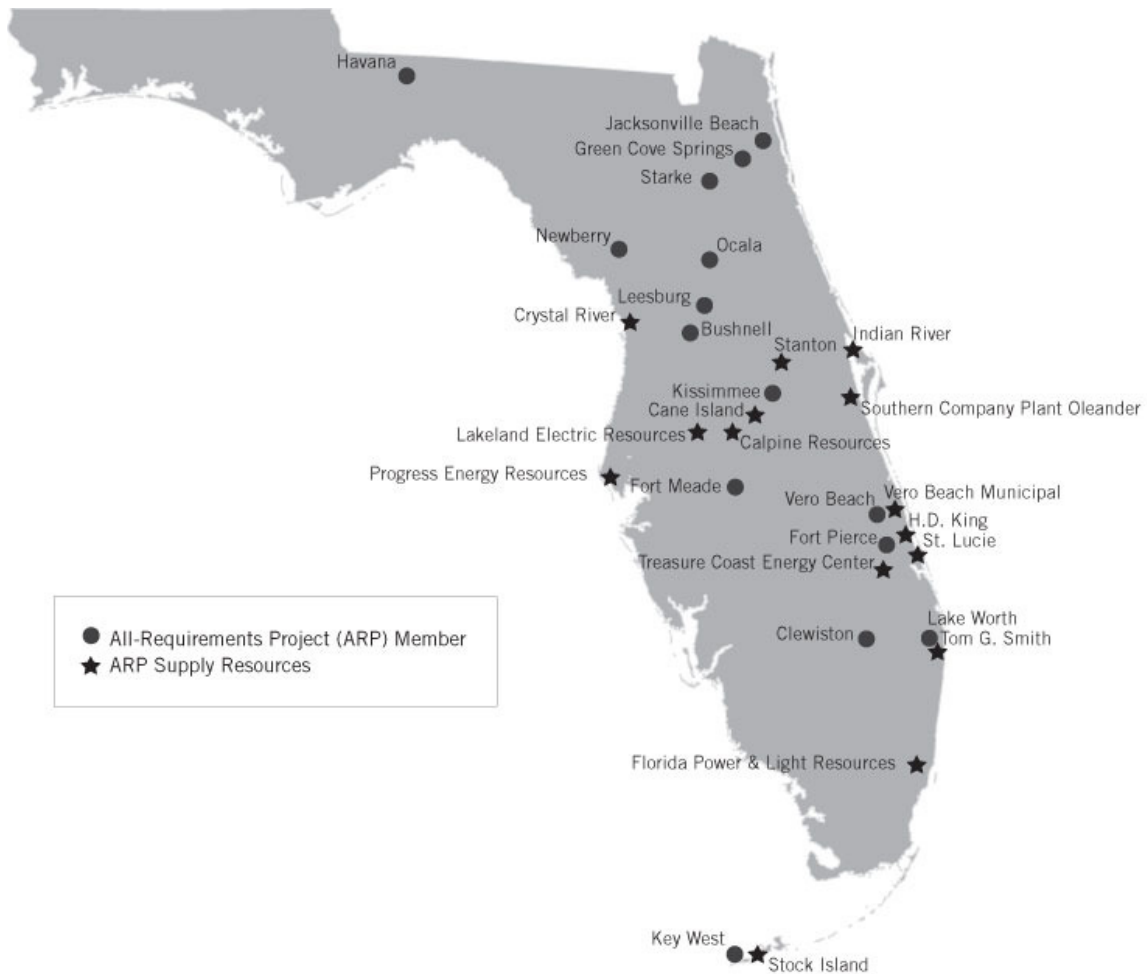 Havana
Jacksonville Beach
Green Cove Springs
Starke
Newberry
Ocala
Leesburg
Crystal River
Bushnell
Indian River
Stanton
Kissimmee
Cane Island
Southern Company Plant Oleander
Lakeland Electric Resources
Calpine Resources
Progress Energy Resources
Fort Meade
Vero Beach
Vero Beach Municipal
H.D. King
Fort Pierce
St. Lucie
Treasure Coast Energy Center
All-Requirements Project (ARP) Member
ARP Supply Resources
Lake Worth
Clewiston
Tom G. Smith
Florida Power & Light Resources
Key West
Stock Island